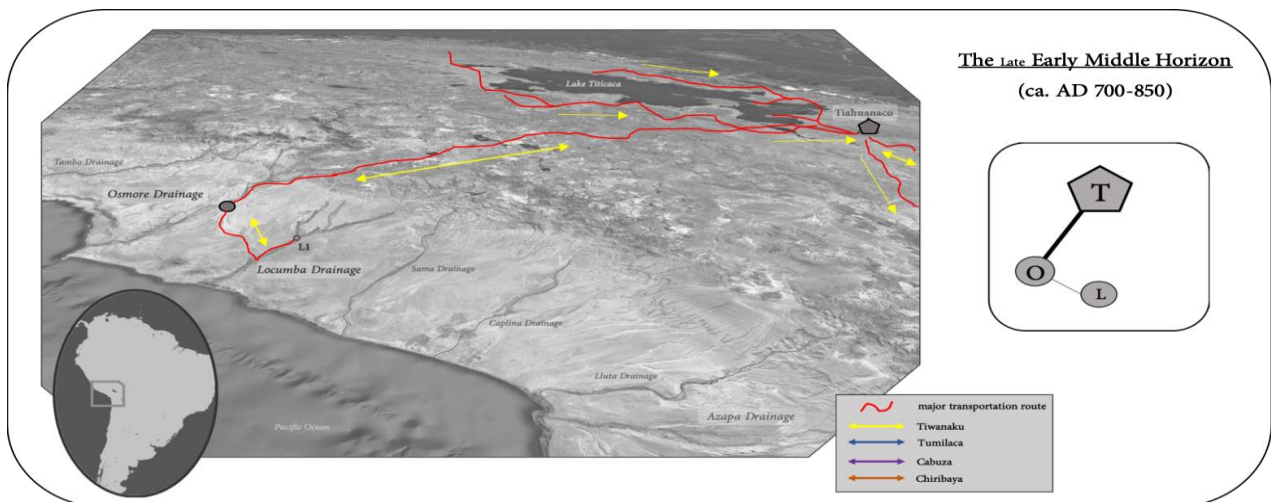 The Late Early Middle Horizon
(ca. AD 700-850)
Lake Titicaca
Tiahuanaco
Tambo Drainage
Osmore Drainage
L1
Locumba Drainage
Sama Drainage
Caplina Drainage
Lluta Drainage
Azapa Drainage
Pacific Ocean
T
O
L
major transportation route
Tiwanaku
Tumilaca
Cabuza
Chiribaya